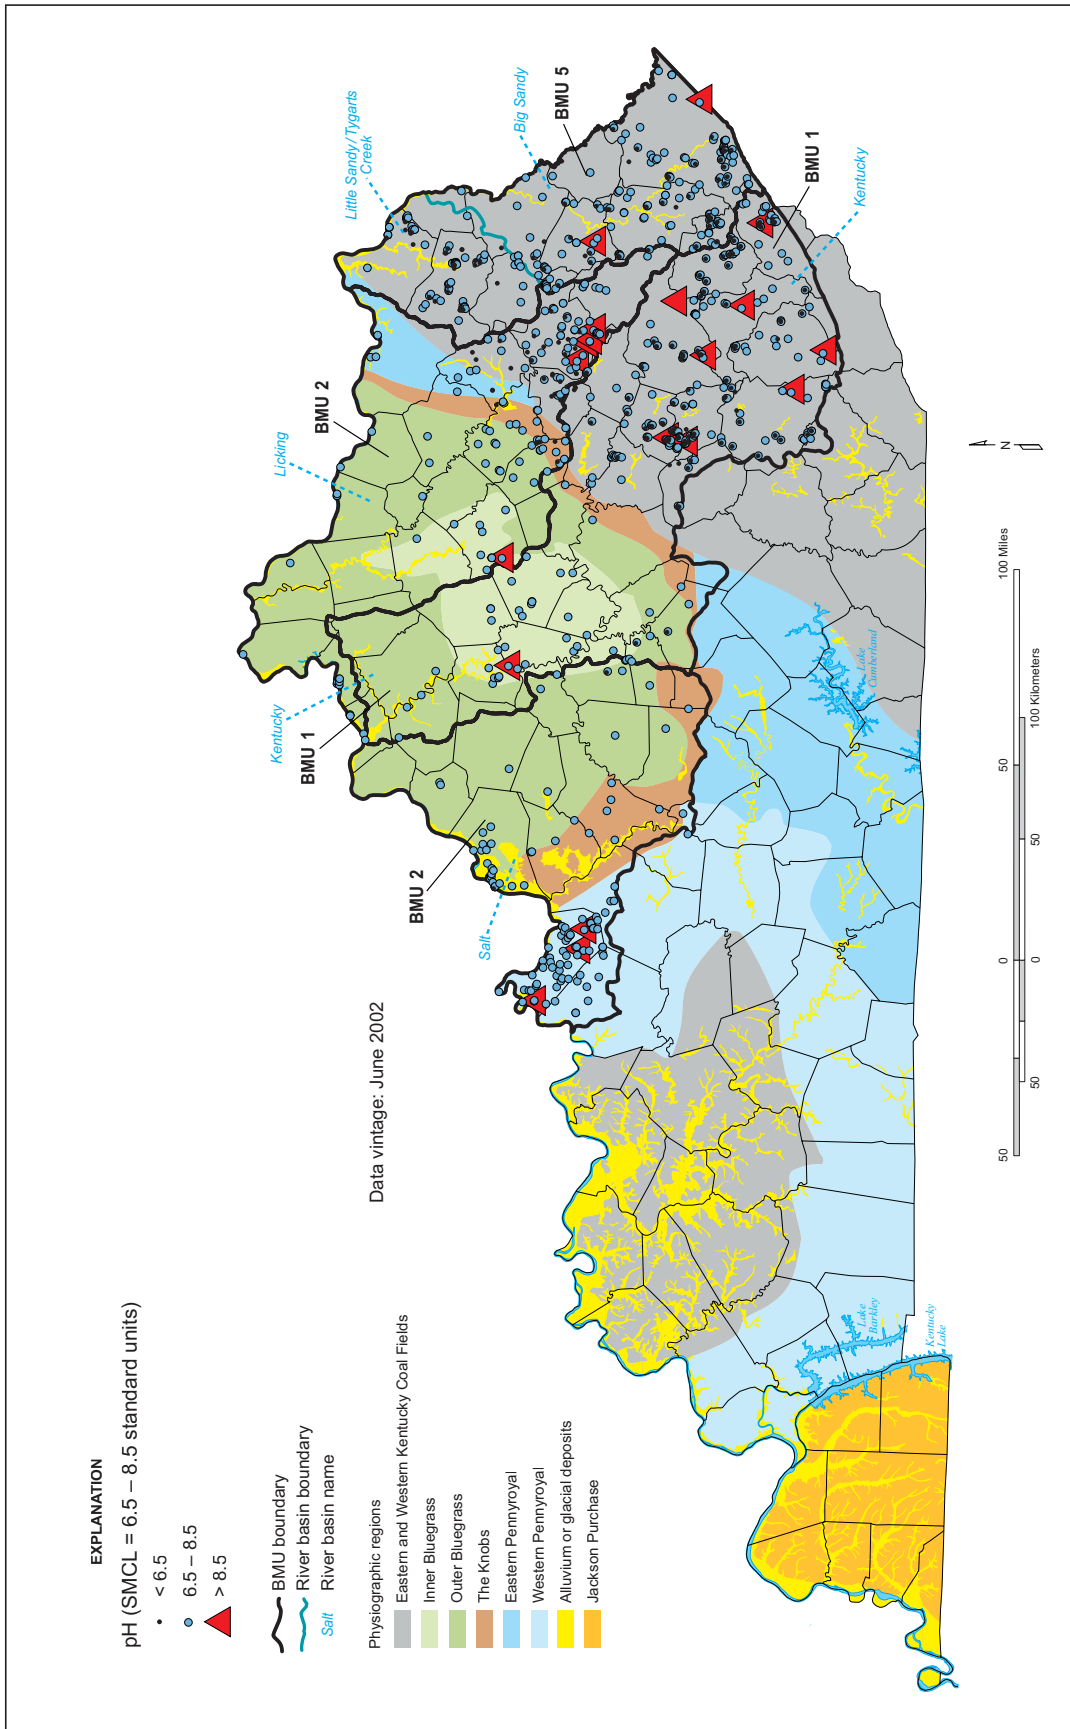 EXPLANATION
pH (SMCL = 6.5 – 8.5 standard units)
< 6.5
6.5 – 8.5
> 8.5
BMU boundary
River basin boundary
Salt River basin name
Physiographic regions
Eastern and Western Kentucky Coal Fields
Inner Bluegrass
Outer Bluegrass
The Knobs
Eastern Pennyroyal
Western Pennyroyal
Alluvium or glacial deposits
Jackson Purchase
Data vintage: June 2002
Salt
BMU 2
BMU 1
Kentucky
Licking
BMU 2
Little Sandy/Tygarts
Creek
Big Sandy
BMU 5
BMU 1
Kentucky
Lake
Cumberland
Lake
Barkley
Kentucky
Lake
N
50
0
50
100 Miles
50
0
50
100 Kilometers